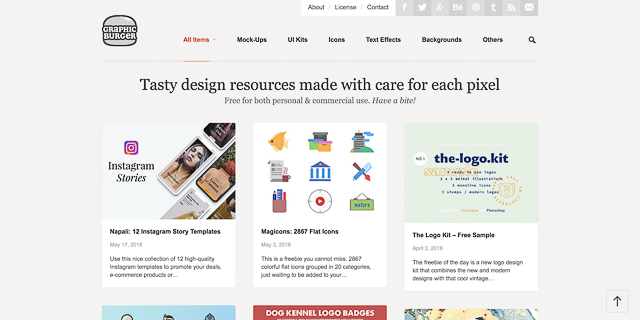 About / License / Contact
GRAPHIC
BURGER
All Items
Mock-Ups
UI Kits
Icons
Text Effects
Backgrounds
Others
Tasty design resources made with care for each pixel
Free for both personal & commercial use. Have a bite!
Instagram
Stories
nature
NO 1
the-logo.kit
Photoshop
Napali: 12 Instagram Story Templates
May 17, 2018
Use this nice collection of 12 high-quality
Instagram templates to promote your deals,
e-commerce products or…
Magicons: 2867 Flat Icons
May 3, 2018
This is a freebie you cannot miss: 2867
colorful flat icons grouped in 20 categories,
just waiting to be added to your…
The Logo Kit – Free Sample
April 3, 2018
The freebie of the day is a new logo design
kit that combines the new and modern
designs with that cool vintage…
DOG KENNEL LOGO BADGES